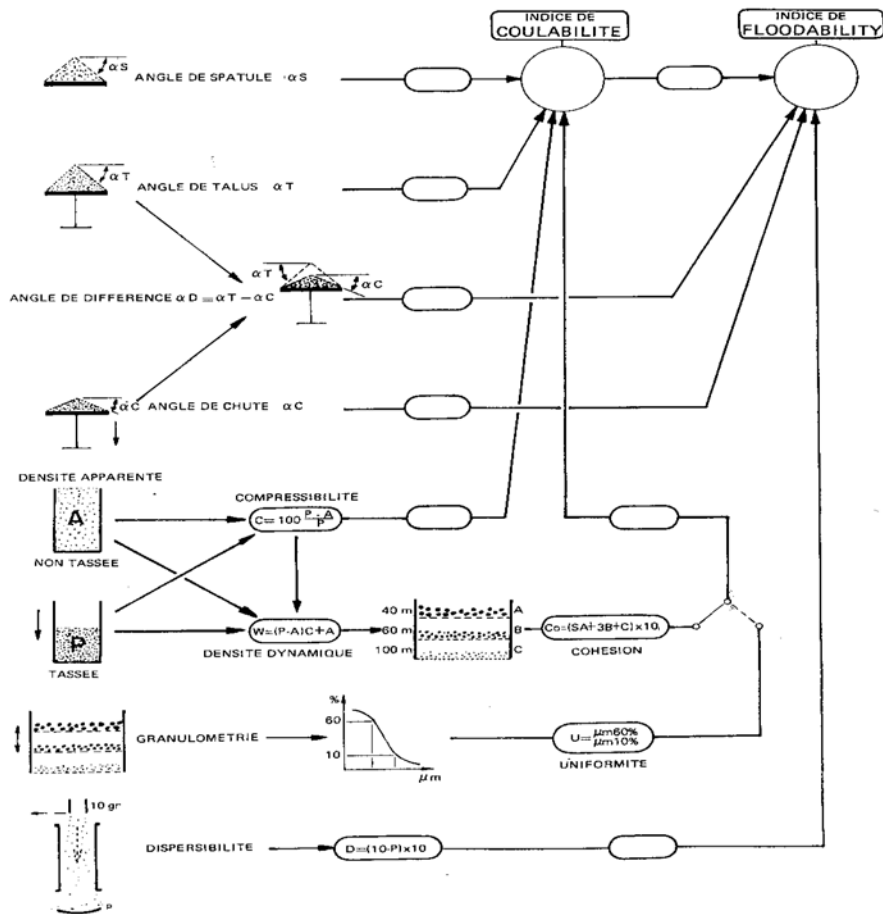 INDICE DE
COULABILITE
INDICE DE
FLOODABILITY
αS
ANGLE DE SPATULE αS
αT
ANGLE DE TALUS αT
αT
αC
ANGLE DE DIFFERENCE αD = αT - αC
αC
ANGLE DE CHUTE αC
DENSITE APPARENTE
A
NON TASSEE
COMPRESSIBILITE
C= 100 P - A / P
P
TASSEE
W=(P-A)C+A
DENSITE DYNAMIQUE
40 m A
60 m B
100 m C
Co=(SA+3B+C)x10.
COHESION
GRANULOMETRIE
%
60
10
μm
U= μm60% / μm10%
UNIFORMITE
10 gr
P
DISPERSIBILITE
D=(10-P)x10